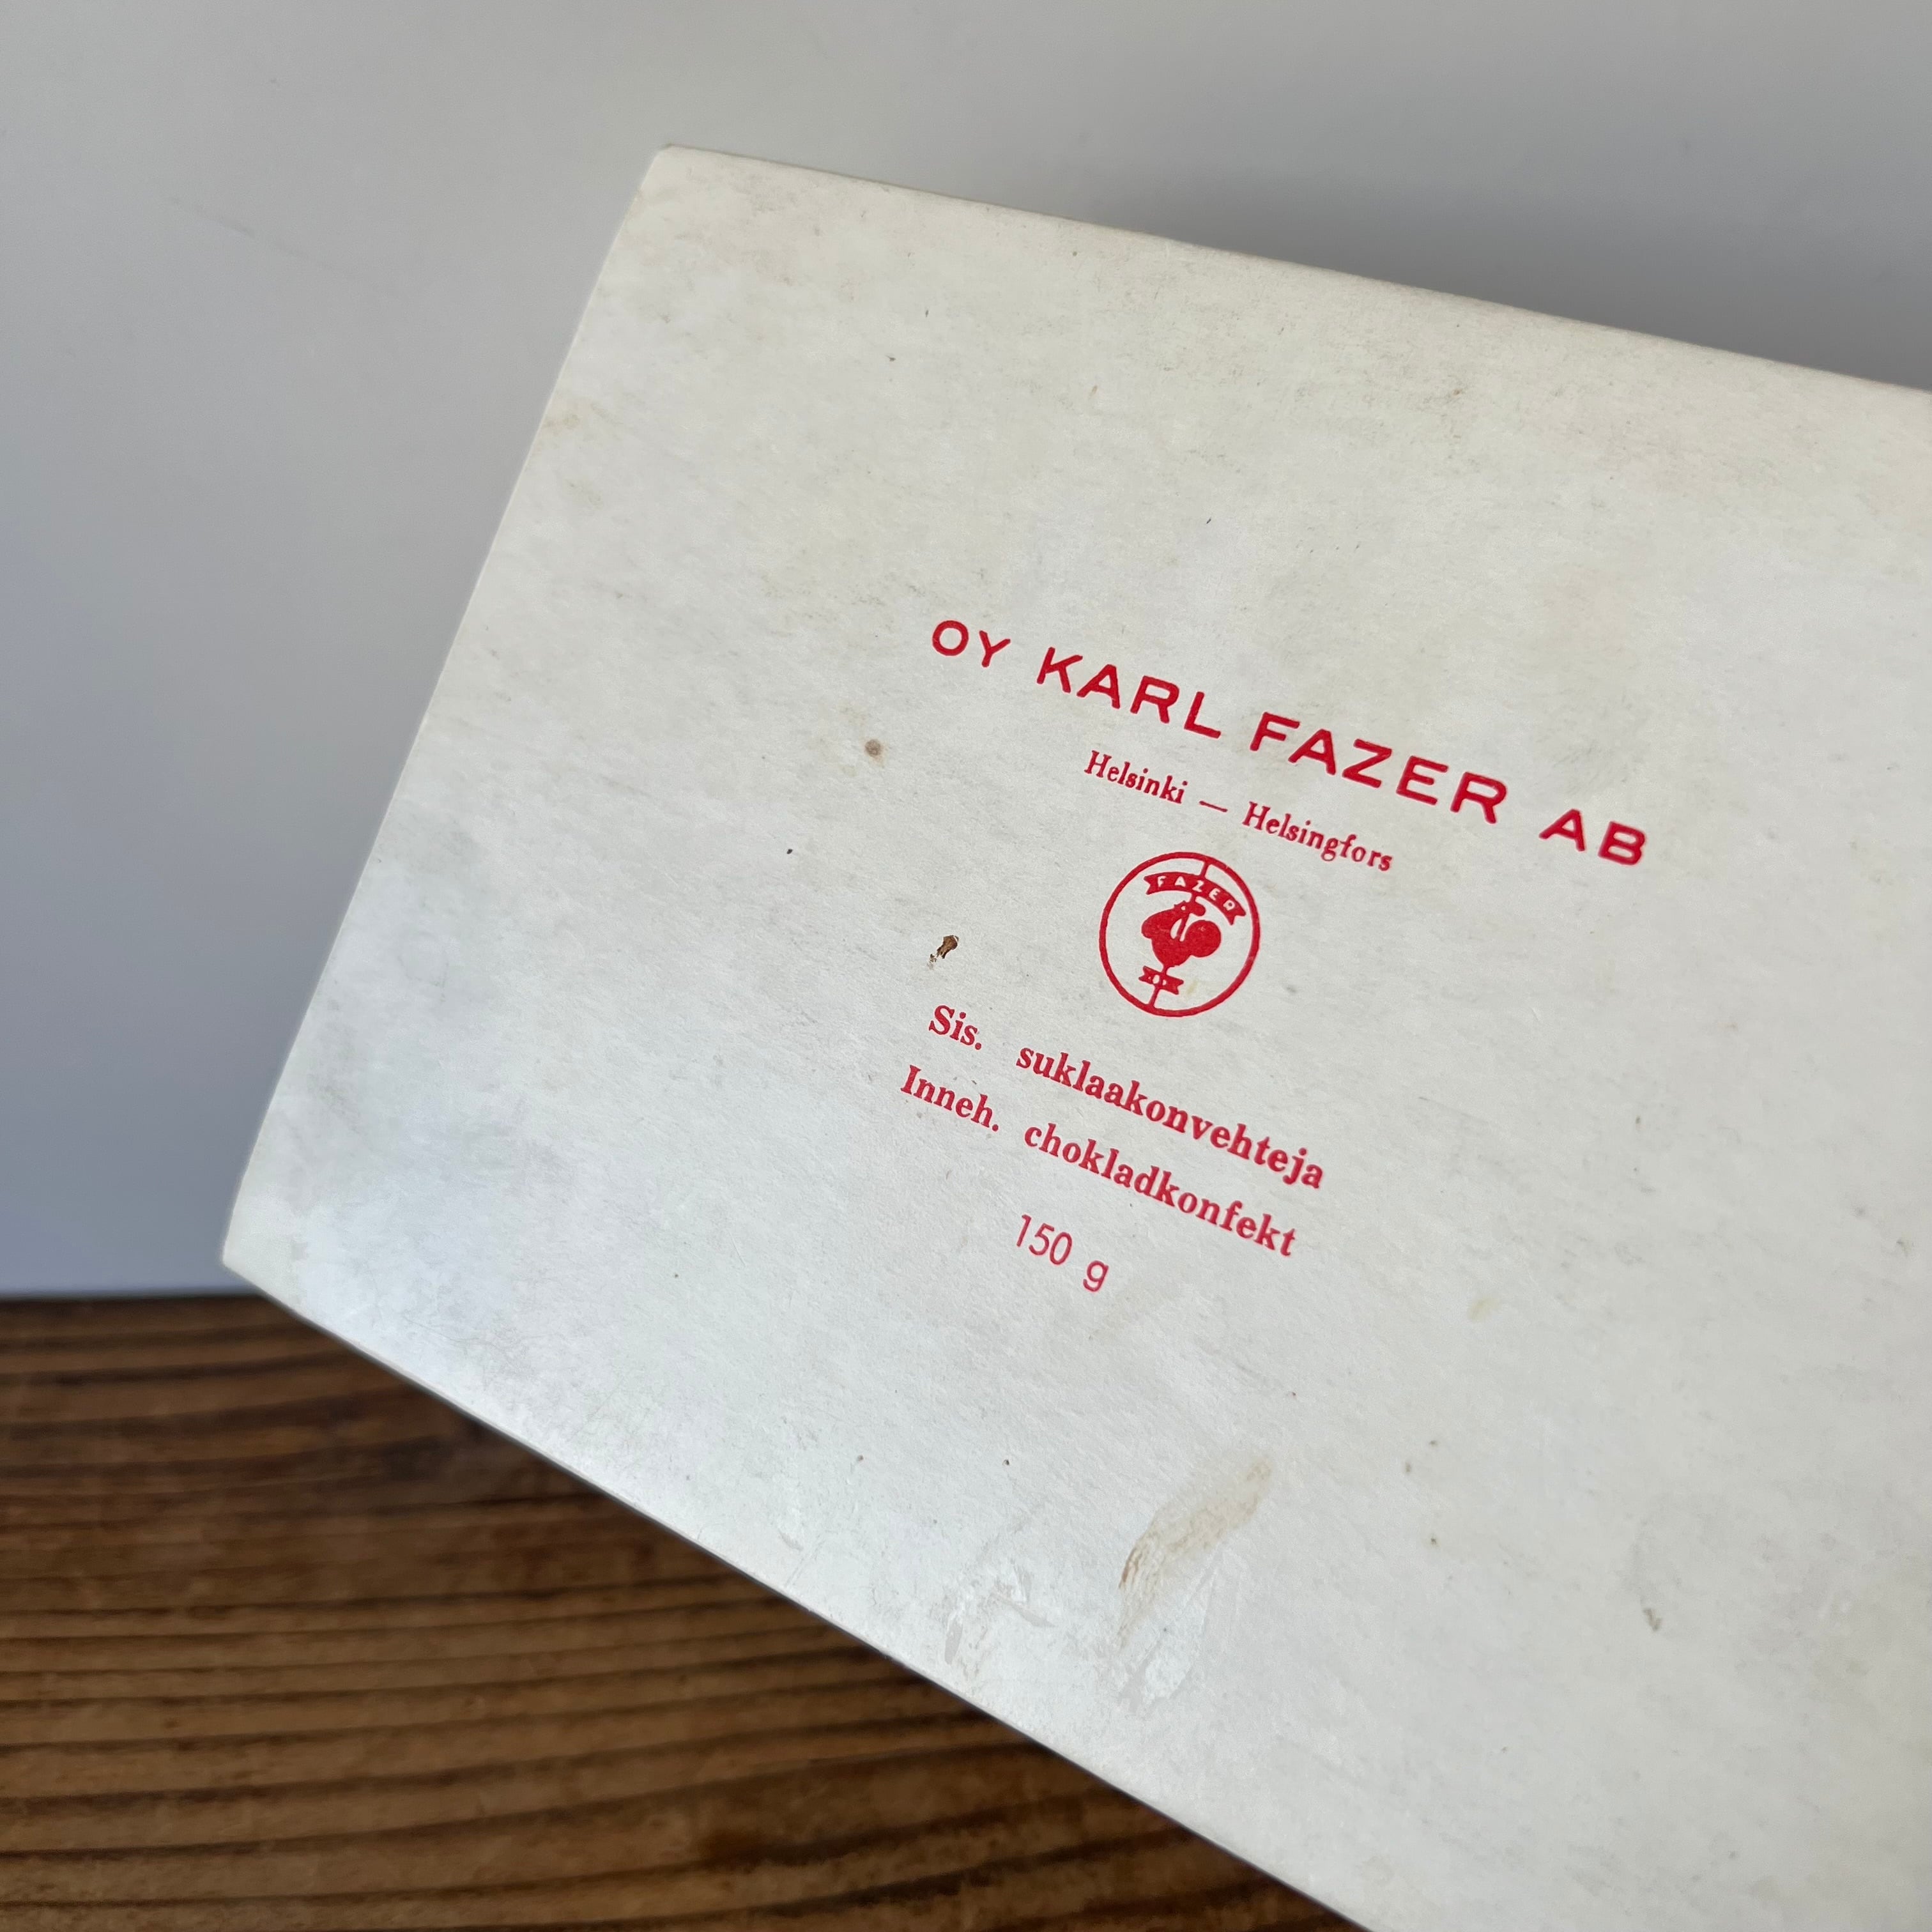 OY KARL FAZER AB
Helsinki — Helsingfors
FAZER
Sis. suklaakonvehteja
Inneh. chokladkonfekt
150 g